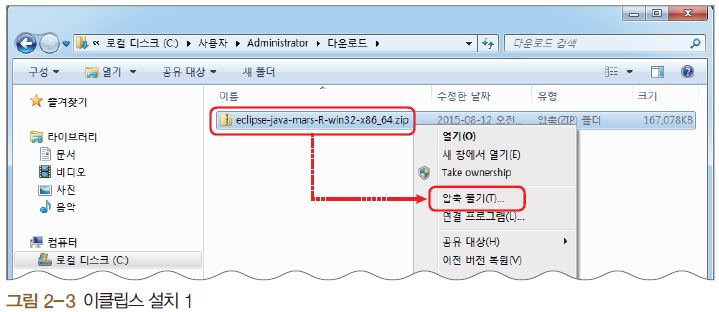 « 로컬 디스크 (C:) ▸ 사용자 ▸ Administrator ▸ 다운로드 ▸
다운로드 검색
구성 ▾ 열기 ▾ 공유 대상 ▾ 새 폴더
이름 수정한 날짜 유형 크기
즐겨찾기
eclipse-java-mars-R-win32-x86_64.zip 2015-08-12 오전... 압축(ZIP) 폴더 167,078KB
라이브러리
문서
비디오
사진
음악
컴퓨터
로컬 디스크 (C:)
열기(O)
새 창에서 열기(E)
Take ownership
압축 풀기(T)...
연결 프로그램(L)...
공유 대상(H)
이전 버전 복원(V)
그림 2-3 이클립스 설치 1